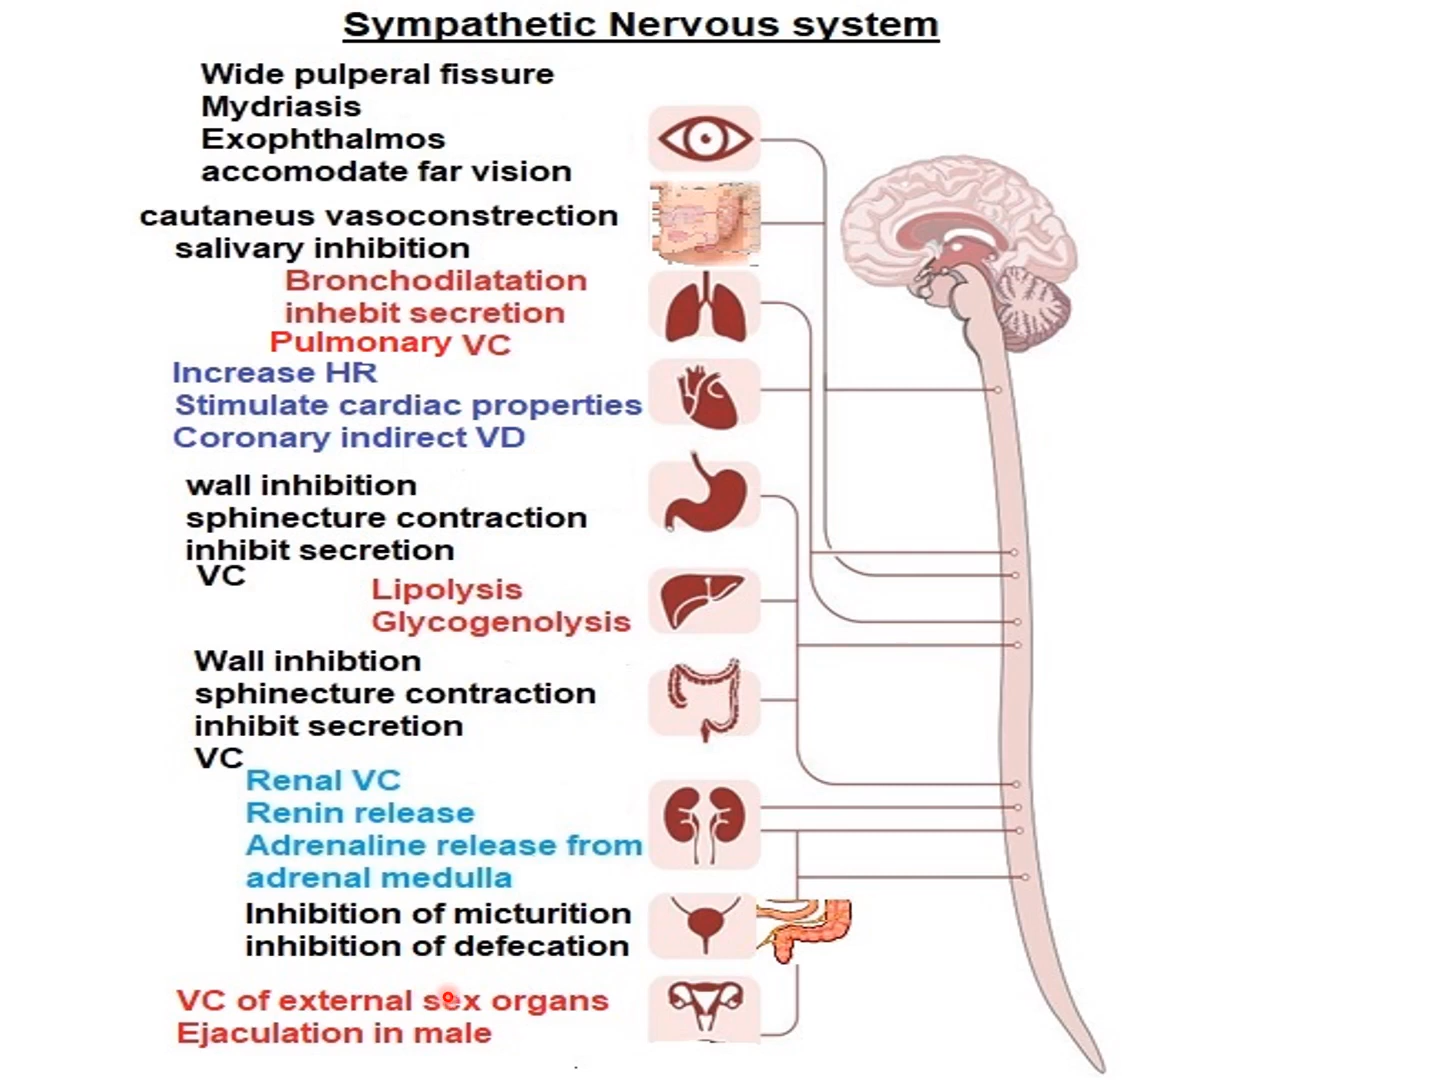 Sympathetic Nervous system
Wide pulperal fissure
Mydriasis
Exophthalmos
accomodate far vision
cautaneus vasoconstrection
salivary inhibition
Bronchodilatation
inhebit secretion
Pulmonary VC
Increase HR
Stimulate cardiac properties
Coronary indirect VD
wall inhibition
sphinecture contraction
inhibit secretion
VC
Lipolysis
Glycogenolysis
Wall inhibtion
sphinecture contraction
inhibit secretion
VC
Renal VC
Renin release
Adrenaline release from
adrenal medulla
Inhibition of micturition
inhibition of defecation
VC of external sex organs
Ejaculation in male